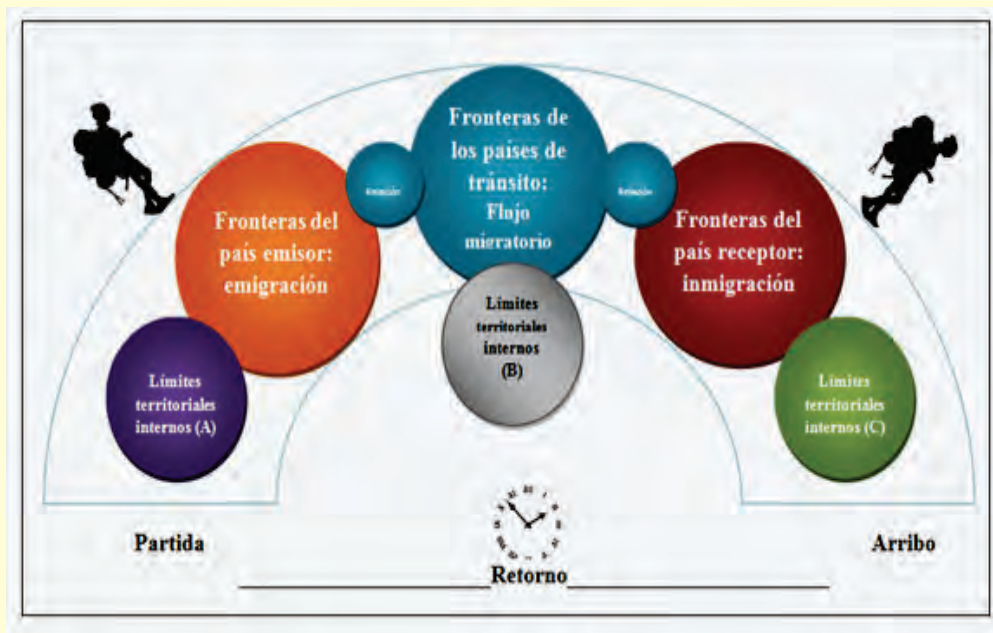 Fronteras de
los países de
tránsito:
Flujo
migratorio
Fronteras del
país emisor:
emigración
Fronteras del
país receptor:
inmigración
Límites
territoriales
internos (A)
Límites
territoriales
internos
(B)
Límites
territoriales
internos (C)
Partida
Arribo
Retorno